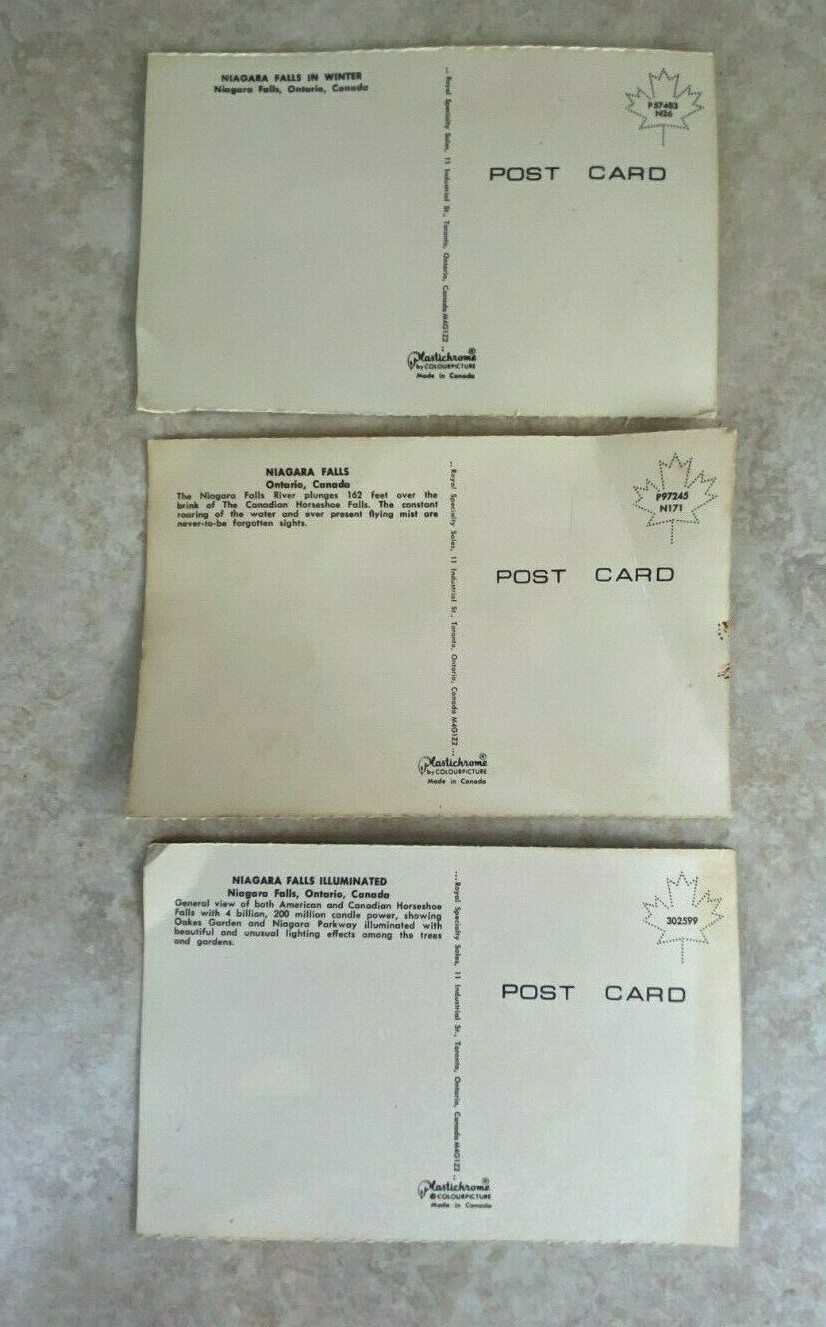 NIAGARA FALLS IN WINTER
Niagara Falls, Ontario, Canada
... Royal Specialty Sales, 11 Industrial St., Toronto, Ontario, Canada M4G1Z2 ...
P57483
N26
POST CARD
Plastichrome®
by COLOURPICTURE
Made in Canada
NIAGARA FALLS
Ontario, Canada
The Niagara Falls River plunges 162 feet over the
brink of The Canadian Horseshoe Falls. The constant
roaring of the water and ever present flying mist are
never-to-be forgotten sights.
... Royal Specialty Sales, 11 Industrial St., Toronto, Ontario, Canada M4G1Z2 ...
P97245
N171
POST CARD
Plastichrome®
by COLOURPICTURE
Made in Canada
NIAGARA FALLS ILLUMINATED
Niagara Falls, Ontario, Canada
General view of both American and Canadian Horseshoe
Falls with 4 billion, 200 million candle power, showing
Oakes Garden and Niagara Parkway illuminated with
beautiful and unusual lighting effects among the trees
and gardens.
... Royal Specialty Sales, 11 Industrial St., Toronto, Ontario, Canada M4G1Z2 ...
302599
POST CARD
Plastichrome®
© COLOURPICTURE
Made in Canada